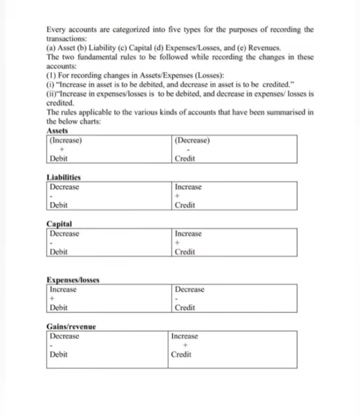 Every accounts are categorized into five types for the purposes of recording the
transactions:
(a) Asset (b) Liability (c) Capital (d) Expenses/Losses, and (e) Revenues.
The two fundamental rules to be followed while recording the changes in these
accounts:
(1) For recording changes in Assets/Expenses (Losses):
(i) "Increase in asset is to be debited, and decrease in asset is to be credited."
(ii)"Increase in expenses/losses is to be debited, and decrease in expenses/ losses is
credited.
The rules applicable to the various kinds of accounts that have been summarised in
the below charts:
Assets
(Increase) (Decrease)
+ -
Debit Credit
Liabilities
Decrease Increase
- +
Debit Credit
Capital
Decrease Increase
- +
Debit Credit
Expenses/losses
Increase Decrease
+ -
Debit Credit
Gains/revenue
Decrease Increase
- +
Debit Credit